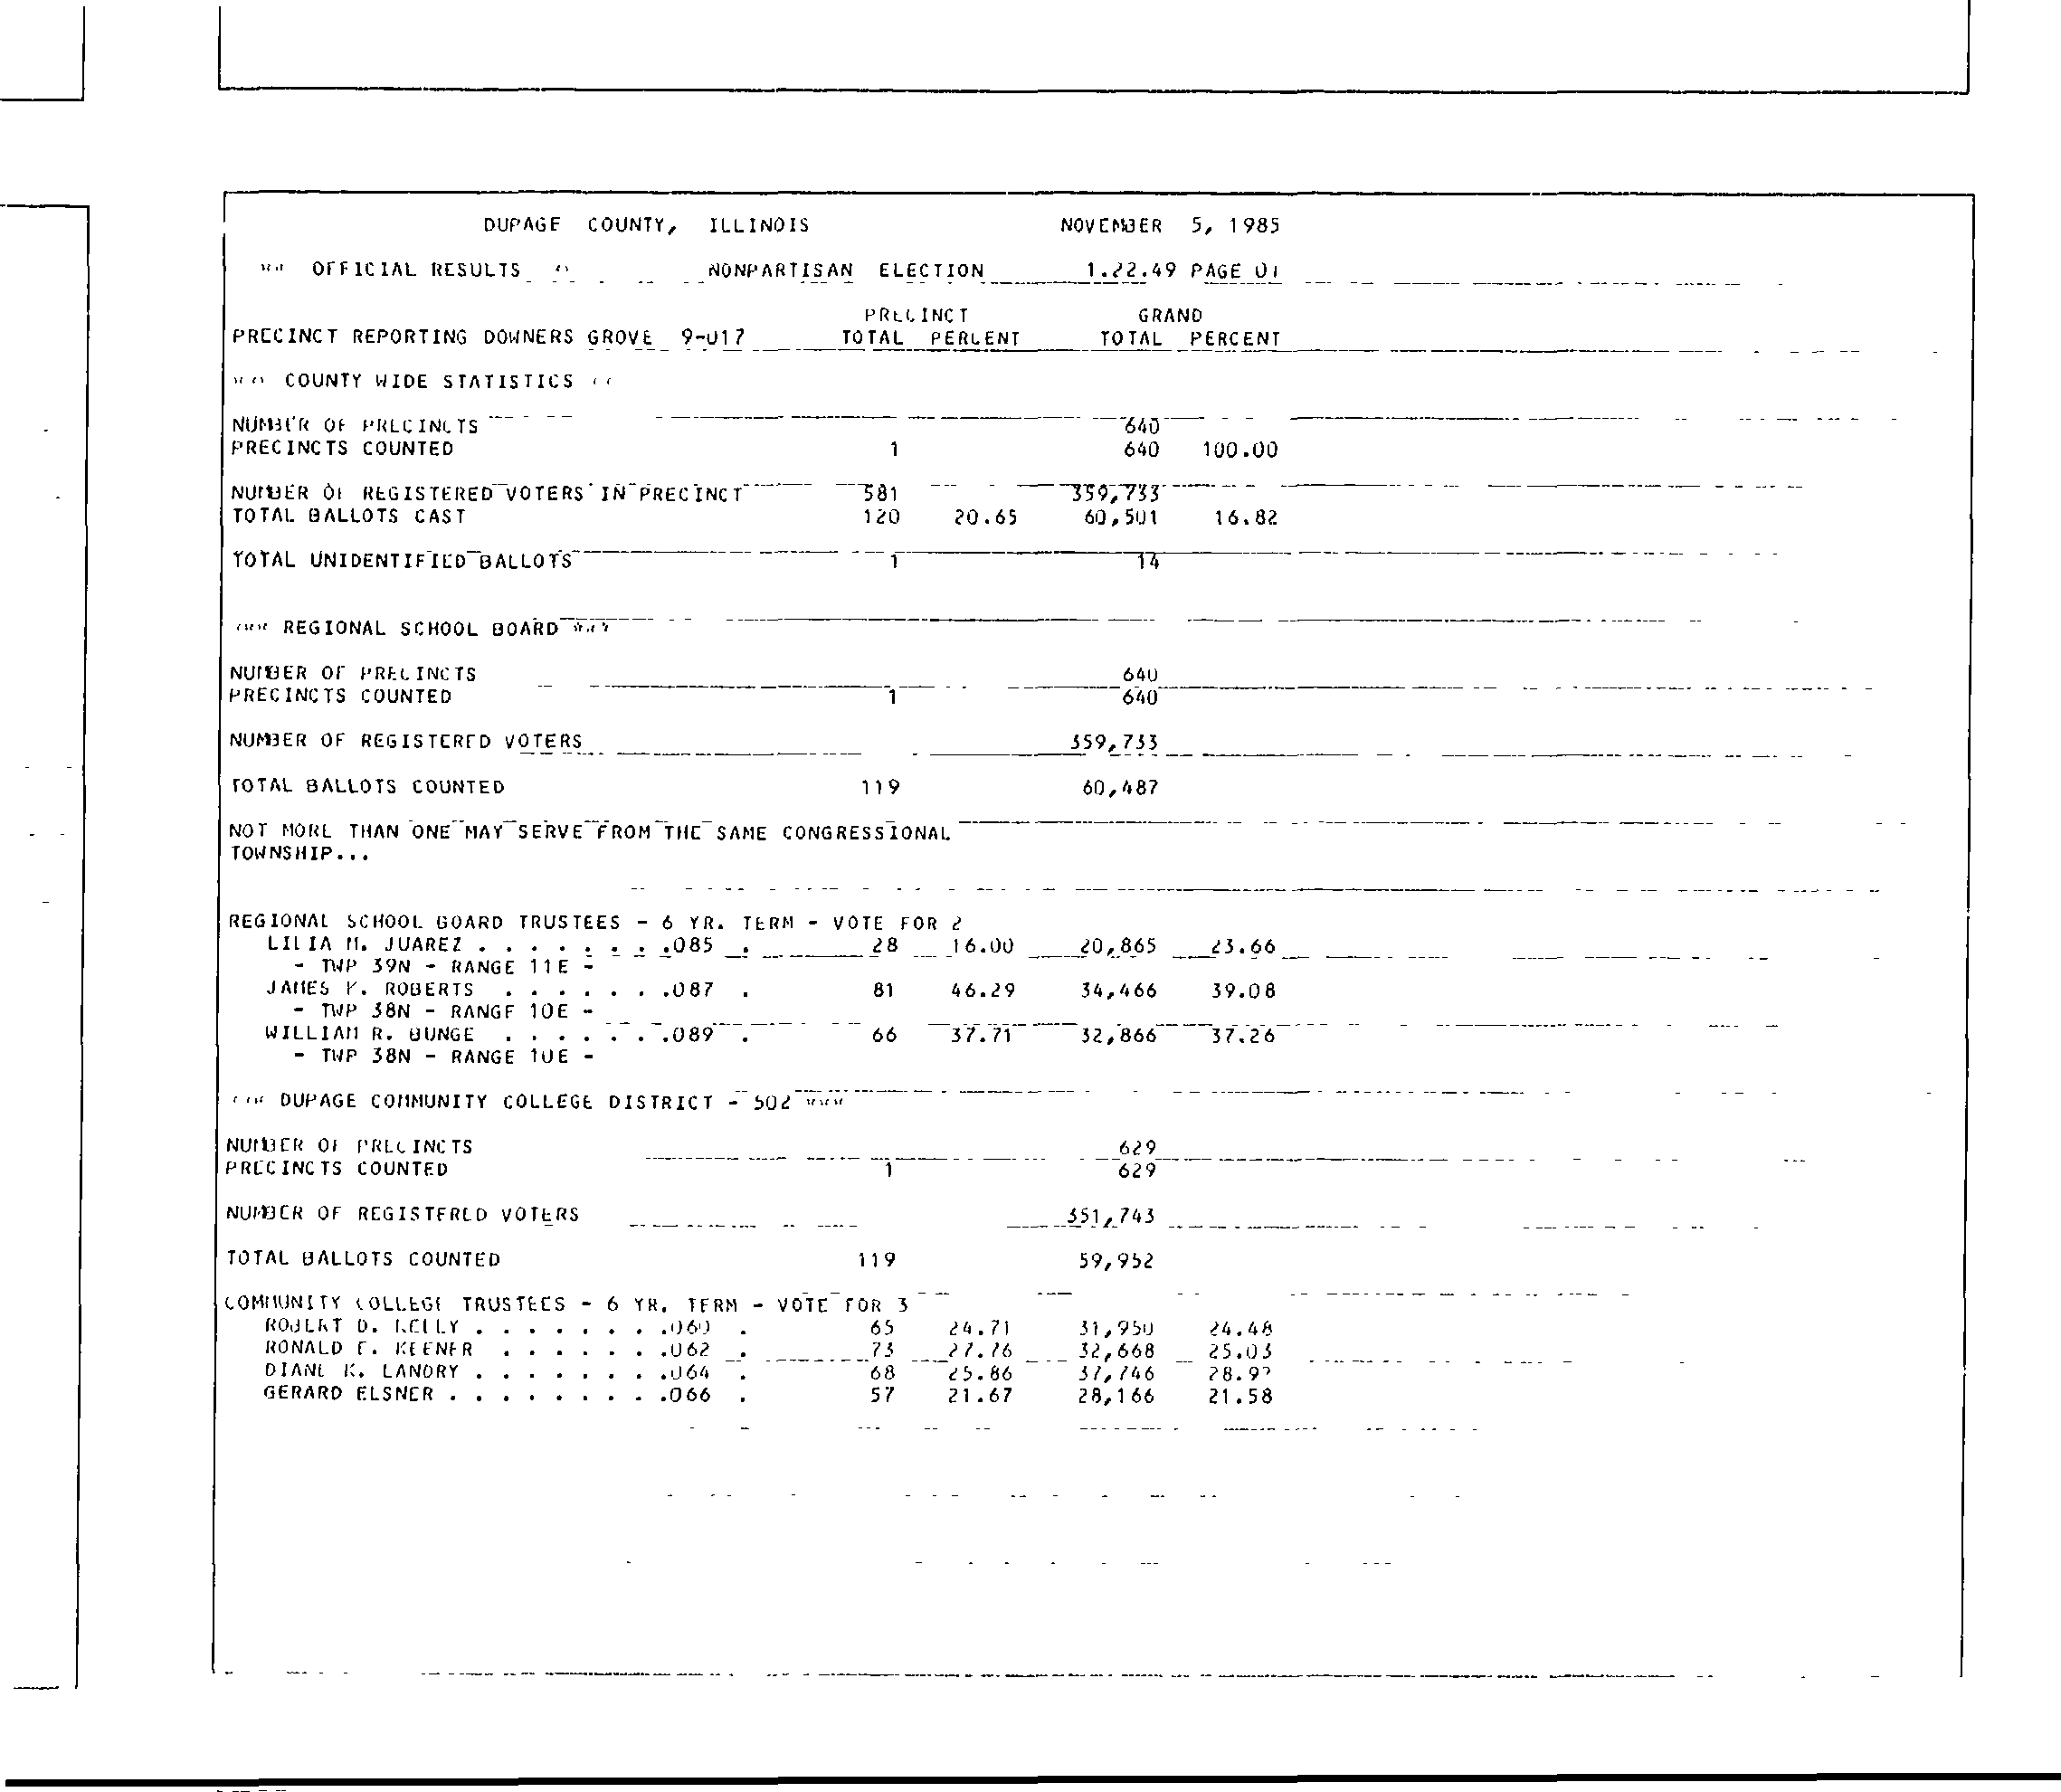 DUPAGE COUNTY, ILLINOIS NOVEMBER 5, 1985
OFFICIAL RESULTS NONPARTISAN ELECTION 1.22.49 PAGE 01
PRECINCT GRAND
PRECINCT REPORTING DOWNERS GROVE 9-017 TOTAL PERCENT TOTAL PERCENT
*** COUNTY WIDE STATISTICS
NUMBER OF PRECINCTS 640
PRECINCTS COUNTED 1 640 100.00
NUMBER OF REGISTERED VOTERS IN PRECINCT 581 359,733
TOTAL BALLOTS CAST 120 20.65 60,501 16.82
TOTAL UNIDENTIFIED BALLOTS 1 14
*** REGIONAL SCHOOL BOARD ***
NUMBER OF PRECINCTS 640
PRECINCTS COUNTED 1 640
NUMBER OF REGISTERED VOTERS 359,733
TOTAL BALLOTS COUNTED 119 60,487
NOT MORE THAN ONE MAY SERVE FROM THE SAME CONGRESSIONAL
TOWNSHIP...
REGIONAL SCHOOL BOARD TRUSTEES - 6 YR. TERM - VOTE FOR 2
LILIA M. JUAREZ . . . . . . . .085 . 28 16.00 20,865 23.66
- TWP 39N - RANGE 11E -
JAMES ROBERTS . . . . . . .087 . 81 46.29 34,466 39.08
- TWP 38N - RANGE 10E -
WILLIAM R. BUNGE . . . . . . .089 . 66 37.71 32,866 37.26
- TWP 38N - RANGE 10E -
*** DUPAGE COMMUNITY COLLEGE DISTRICT - 502 ***
NUMBER OF PRECINCTS 629
PRECINCTS COUNTED 1 629
NUMBER OF REGISTERED VOTERS 351,743
TOTAL BALLOTS COUNTED 119 59,952
COMMUNITY COLLEGE TRUSTEES - 6 YR. TERM - VOTE FOR 3
ROBERT D. KELLY . . . . . . . .060 . 65 24.71 31,950 24.48
RONALD E. KEENER . . . . . . .062 . 73 27.76 32,668 25.03
DIANE K. LANDRY . . . . . . . .064 . 68 25.86 37,746 28.92
GERARD ELSNER . . . . . . . . .066 . 57 21.67 28,166 21.58